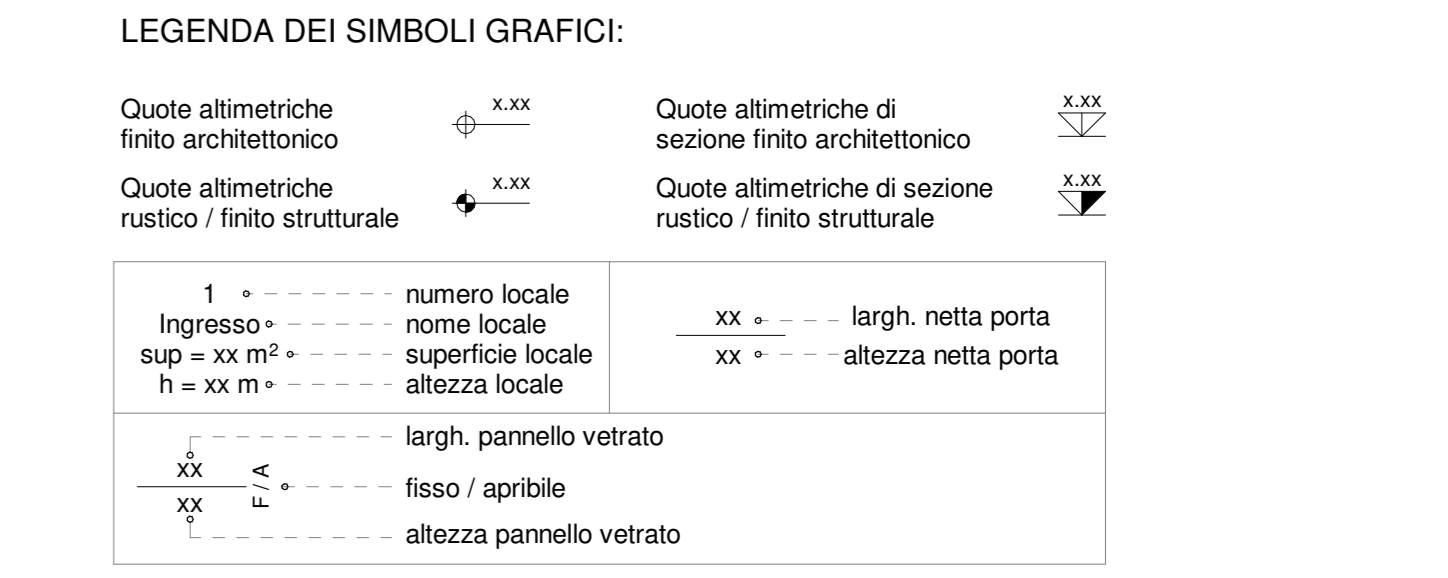 LEGENDA DEI SIMBOLI GRAFICI:
Quote altimetriche
finito architettonico
x.xx
Quote altimetriche di
sezione finito architettonico
x.xx
Quote altimetriche
rustico / finito strutturale
x.xx
Quote altimetriche di sezione
rustico / finito strutturale
x.xx
1 numero locale
Ingresso nome locale
sup = xx m² superficie locale
h = xx m altezza locale
xx largh. netta porta
xx altezza netta porta
largh. pannello vetrato
xx
F / A fisso / apribile
xx
altezza pannello vetrato